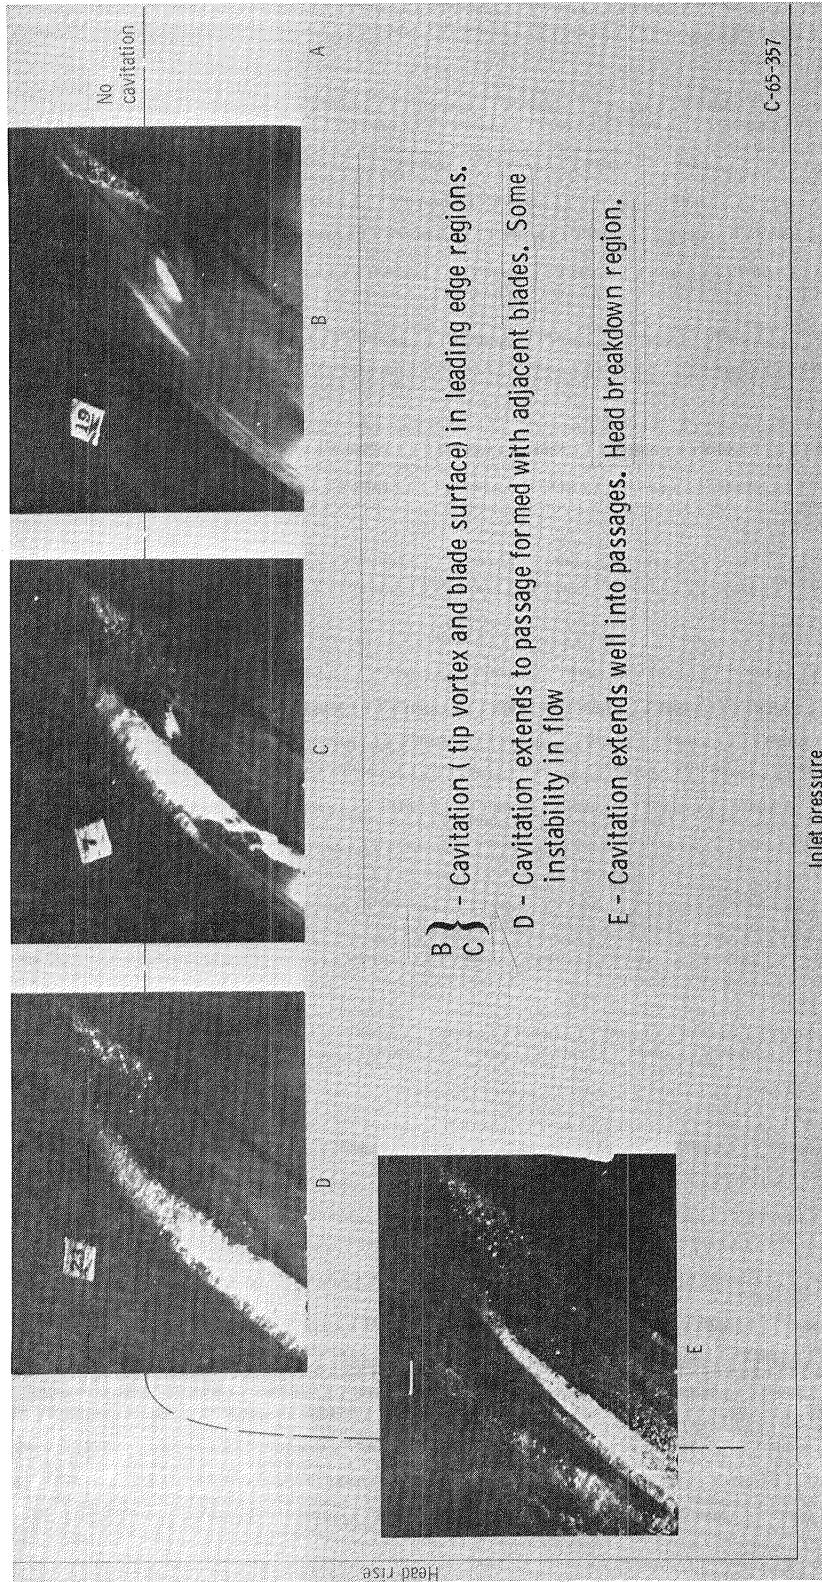 No
cavitation
19
7
D
C
B
A
E
B
C } - Cavitation ( tip vortex and blade surface) in leading edge regions.
D - Cavitation extends to passage formed with adjacent blades. Some
instability in flow
E - Cavitation extends well into passages. Head breakdown region.
C-65-357
Head rise
Inlet pressure